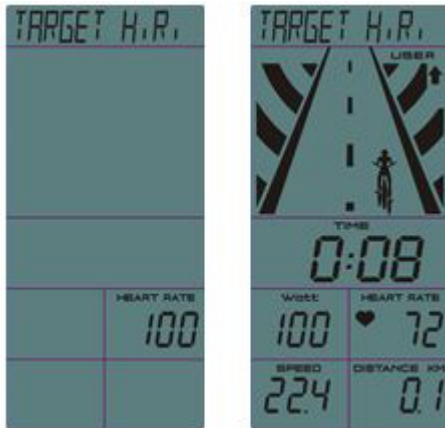 TARGET H.R.
HEART RATE
100
TARGET H.R.
USER
TIME
0:08
Watt
HEART RATE
100
72
SPEED
DISTANCE KM
22.4
0.1